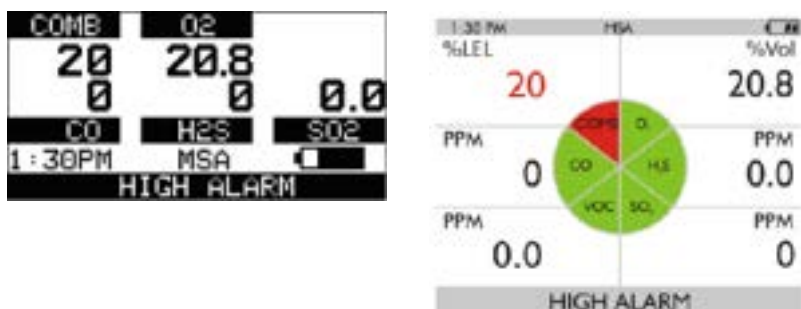 COMB O2
20 20.8
0 0 0.0
CO H2S SO2
1:30PM MSA
HIGH ALARM
1:30 PM MSA
%LEL %Vol
20 20.8
COMB O₂
PPM PPM
0 CO H₂S 0.0
VOC SO₂
PPM PPM
0.0 0
HIGH ALARM